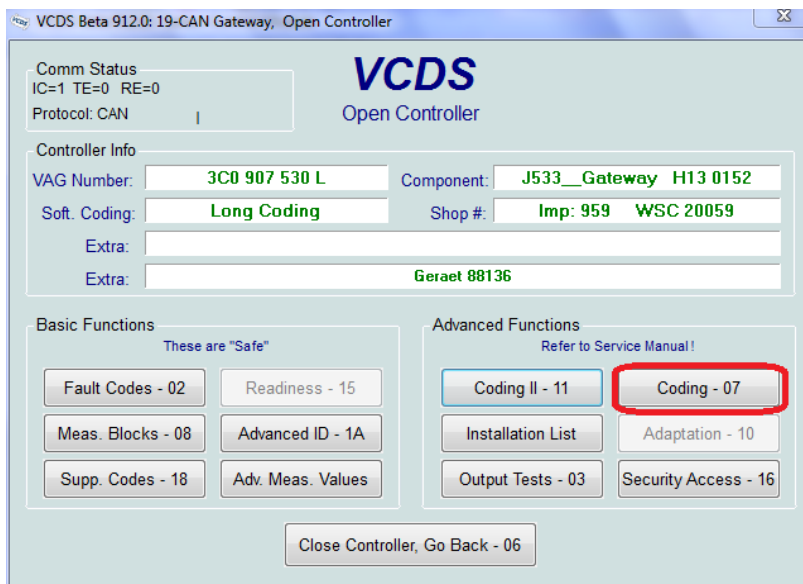 VCDS Beta 912.0: 19-CAN Gateway, Open Controller
Comm Status
IC=1 TE=0 RE=0
Protocol: CAN |
VCDS
Open Controller
Controller Info
VAG Number: 3C0 907 530 L Component: J533__Gateway H13 0152
Soft. Coding: Long Coding Shop #: Imp: 959 WSC 20059
Extra:
Extra: Geraet 88136
Basic Functions
These are "Safe"
Fault Codes - 02 Readiness - 15
Meas. Blocks - 08 Advanced ID - 1A
Supp. Codes - 18 Adv. Meas. Values
Advanced Functions
Refer to Service Manual!
Coding II - 11 Coding - 07
Installation List Adaptation - 10
Output Tests - 03 Security Access - 16
Close Controller, Go Back - 06